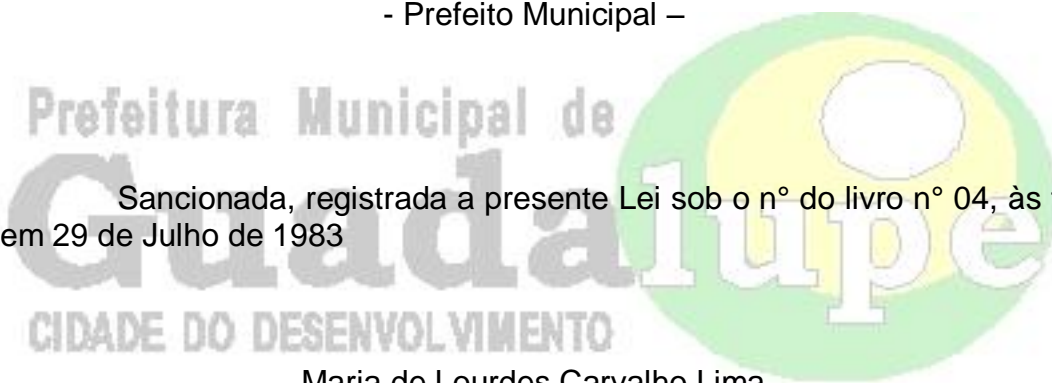 - Prefeito Municipal –
Prefeitura Municipal de
Guadalupe
Sancionada, registrada a presente Lei sob o n° do livro n° 04, às
em 29 de Julho de 1983
CIDADE DO DESENVOLVIMENTO
Maria de Lourdes Carvalho Lima